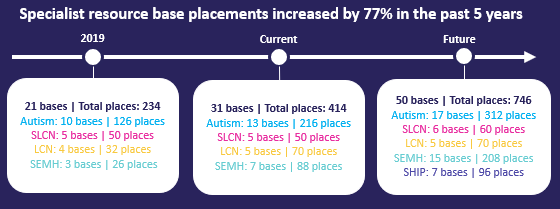 Specialist resource base placements increased by 77% in the past 5 years
2019
Current
Future
21 bases | Total places: 234
Autism: 10 bases | 126 places
SLCN: 5 bases | 50 places
LCN: 4 bases | 32 places
SEMH: 3 bases | 26 places
31 bases | Total places: 414
Autism: 13 bases | 216 places
SLCN: 5 bases | 50 places
LCN: 5 bases | 70 places
SEMH: 7 bases | 88 places
50 bases | Total places: 746
Autism: 17 bases | 312 places
SLCN: 6 bases | 60 places
LCN: 5 bases | 70 places
SEMH: 15 bases | 208 places
SHIP: 7 bases | 96 places